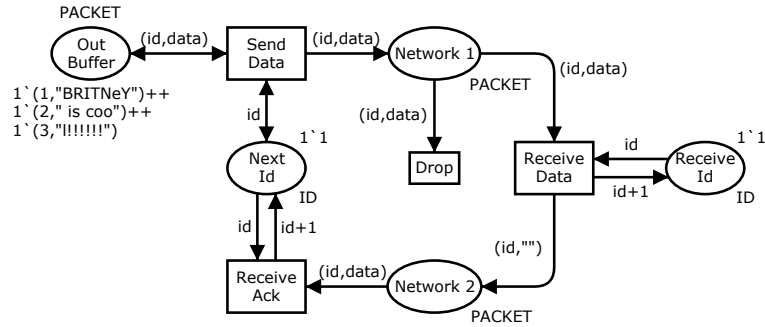 PACKET
Out
Buffer
(id,data)
Send
Data
(id,data)
Network 1
PACKET
(id,data)
1`(1,"BRITNeY")++
1`(2," is coo")++
1`(3,"l!!!!!!")
id
(id,data)
1`1
Next
Id
ID
Drop
Receive
Data
id
id+1
1`1
Receive
Id
ID
id
id+1
(id,"")
Receive
Ack
(id,data)
Network 2
PACKET